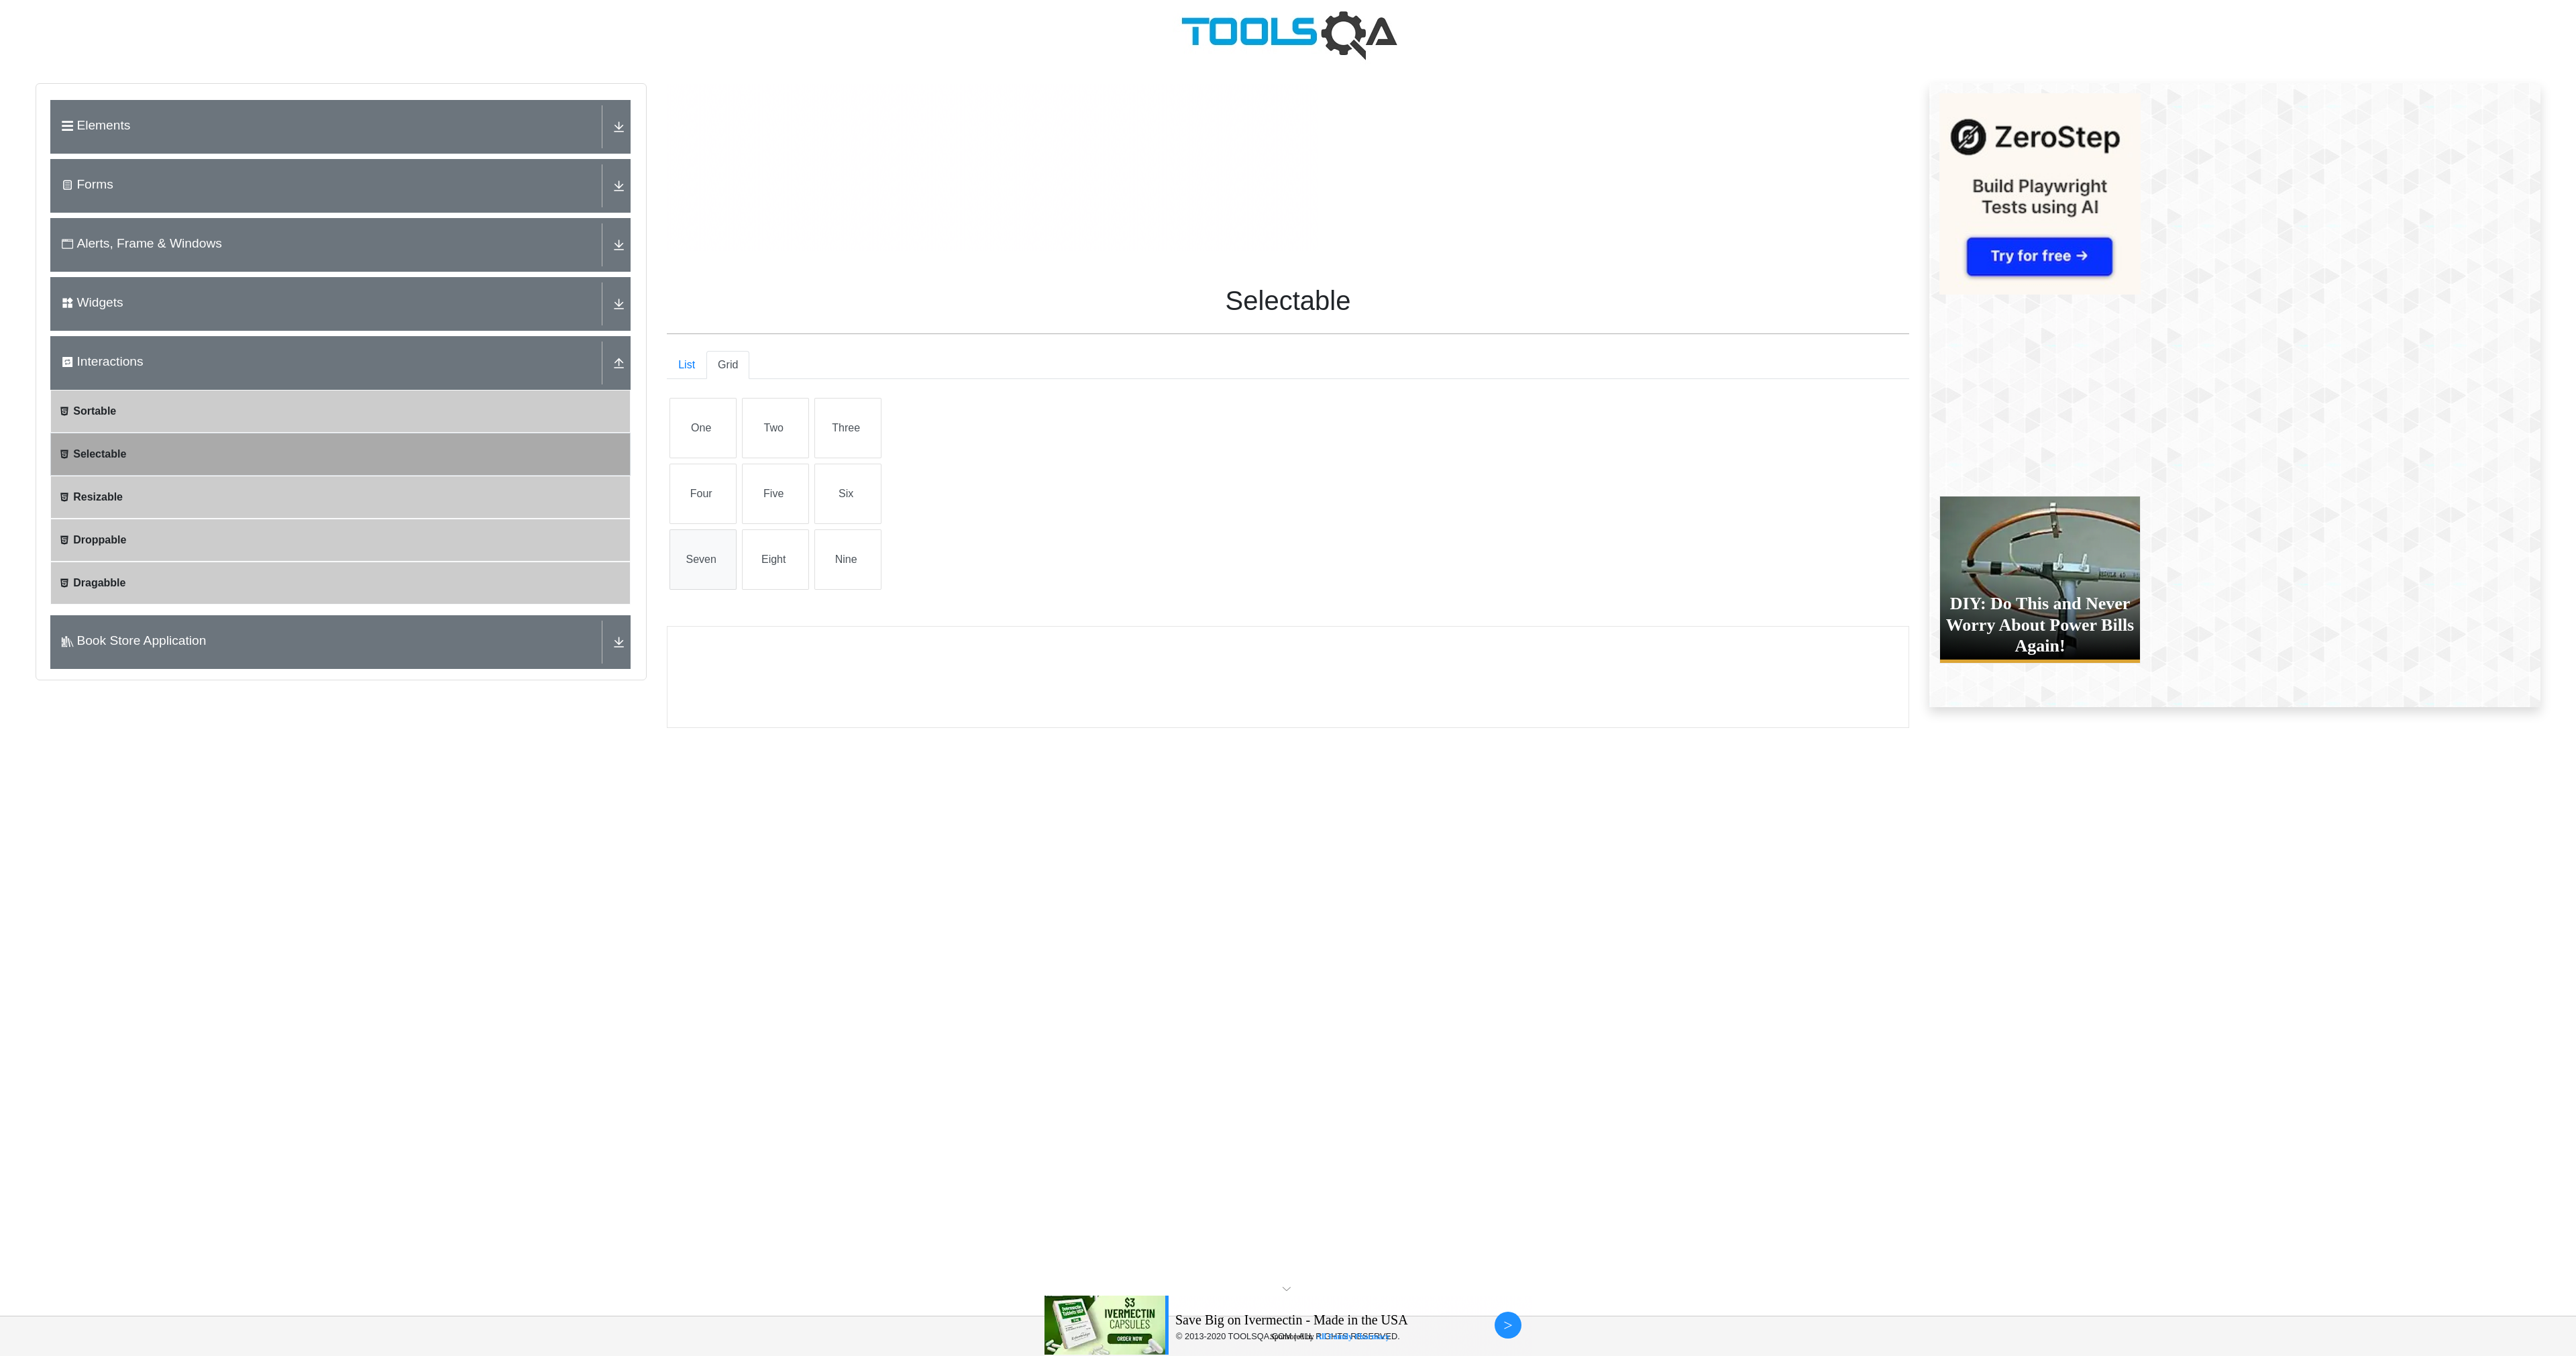 TOOLSQA
Elements
Forms
Alerts, Frame & Windows
Widgets
Interactions
Sortable
Selectable
Resizable
Droppable
Dragabble
Book Store Application
Selectable
List
Grid
One
Two
Three
Four
Five
Six
Seven
Eight
Nine
ZeroStep
Build Playwright
Tests using AI
Try for free →
DIY: Do This and Never
Worry About Power Bills
Again!
$3
IVERMECTIN
CAPSULES
ORDER NOW
Save Big on Ivermectin - Made in the USA
© 2013-2020 TOOLSQA.COM | ALL RIGHTS RESERVED.
>